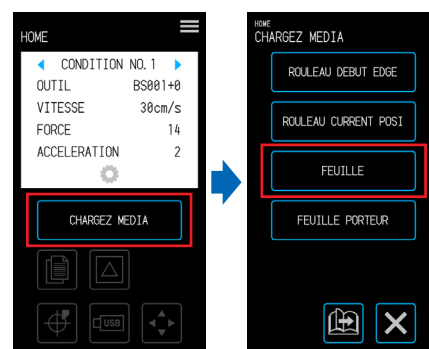 HOME
CONDITION NO.1
OUTIL BS001+0
VITESSE 30cm/s
FORCE 14
ACCELERATION 2
CHARGEZ MEDIA
USB
HOME
CHARGEZ MEDIA
ROULEAU DEBUT EDGE
ROULEAU CURRENT POSI
FEUILLE
FEUILLE PORTEUR